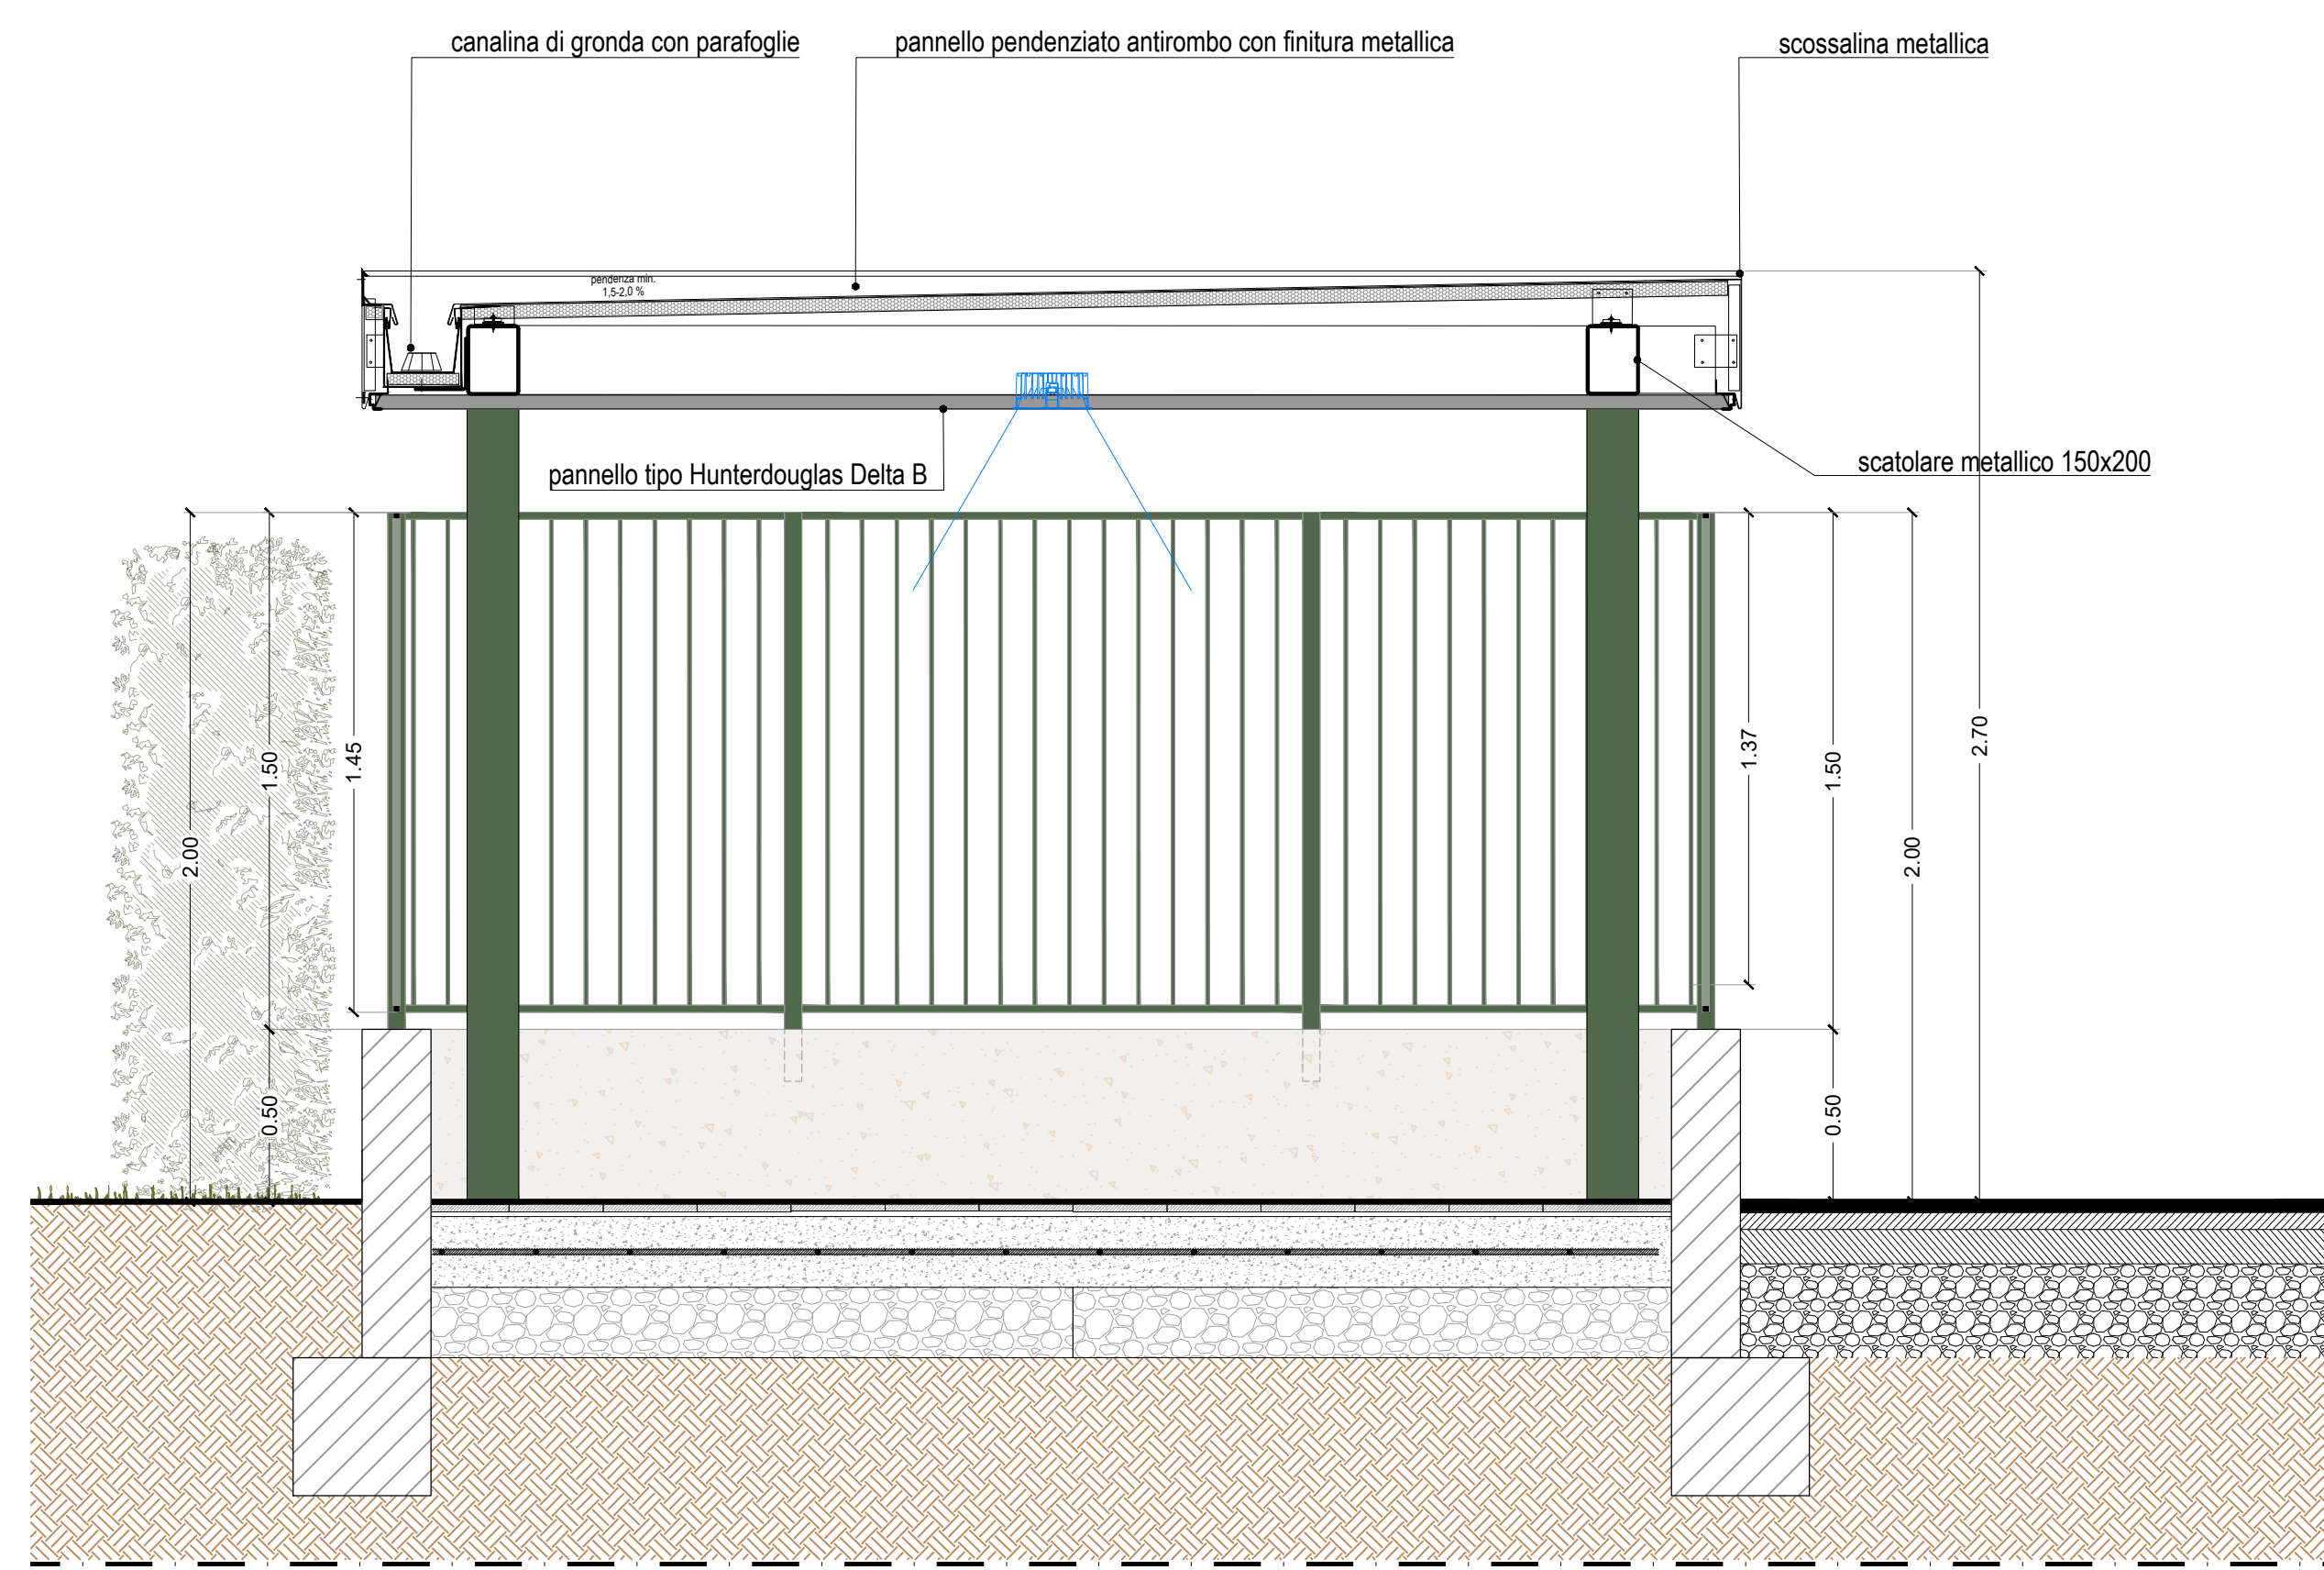 canalina di gronda con parafoglie
pannello pendenziato antirombo con finitura metallica
scossalina metallica
pendenza min.
1,5-2,0 %
pannello tipo Hunterdouglas Delta B
scatolare metallico 150x200
2.00
1.50
0.50
1.45
1.37
1.50
0.50
2.00
2.70